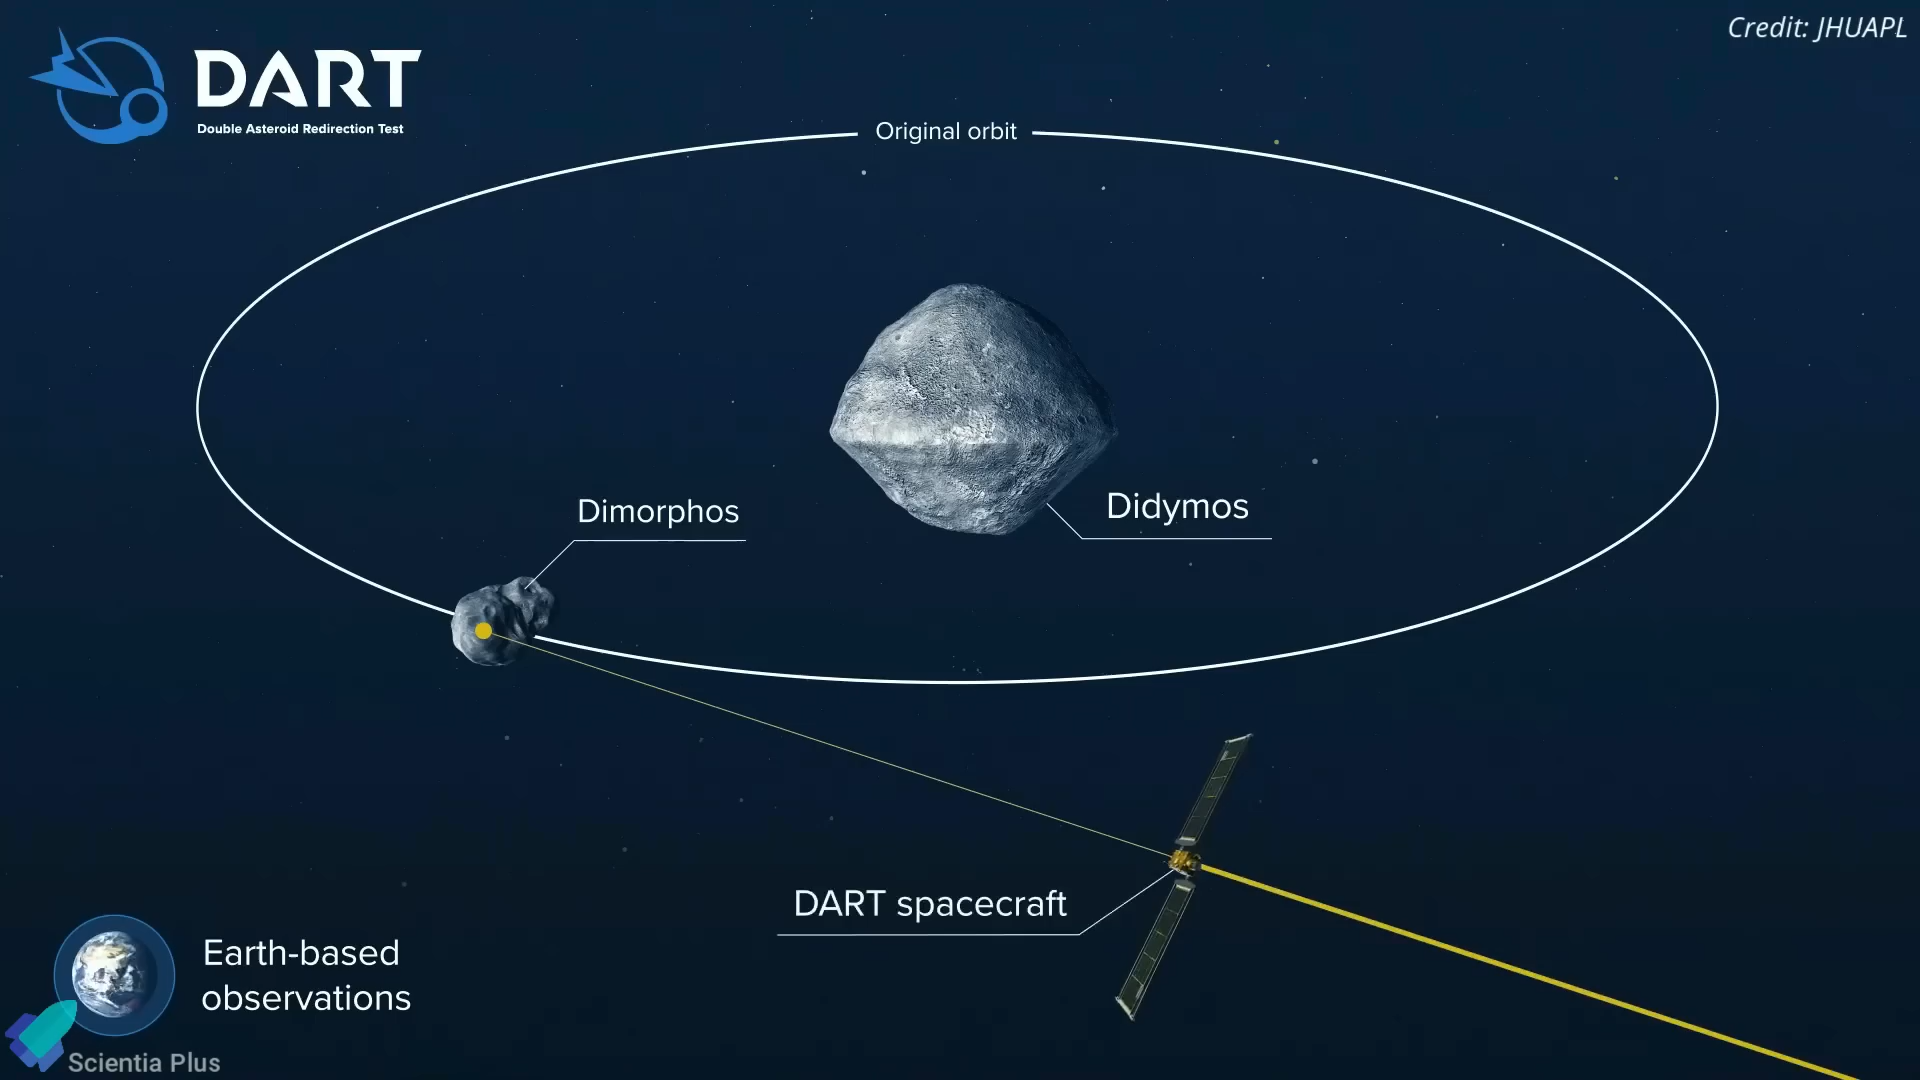 DART
Double Asteroid Redirection Test
Credit: JHUAPL
Original orbit
Dimorphos
Didymos
DART spacecraft
Earth-based
observations
Scientia Plus